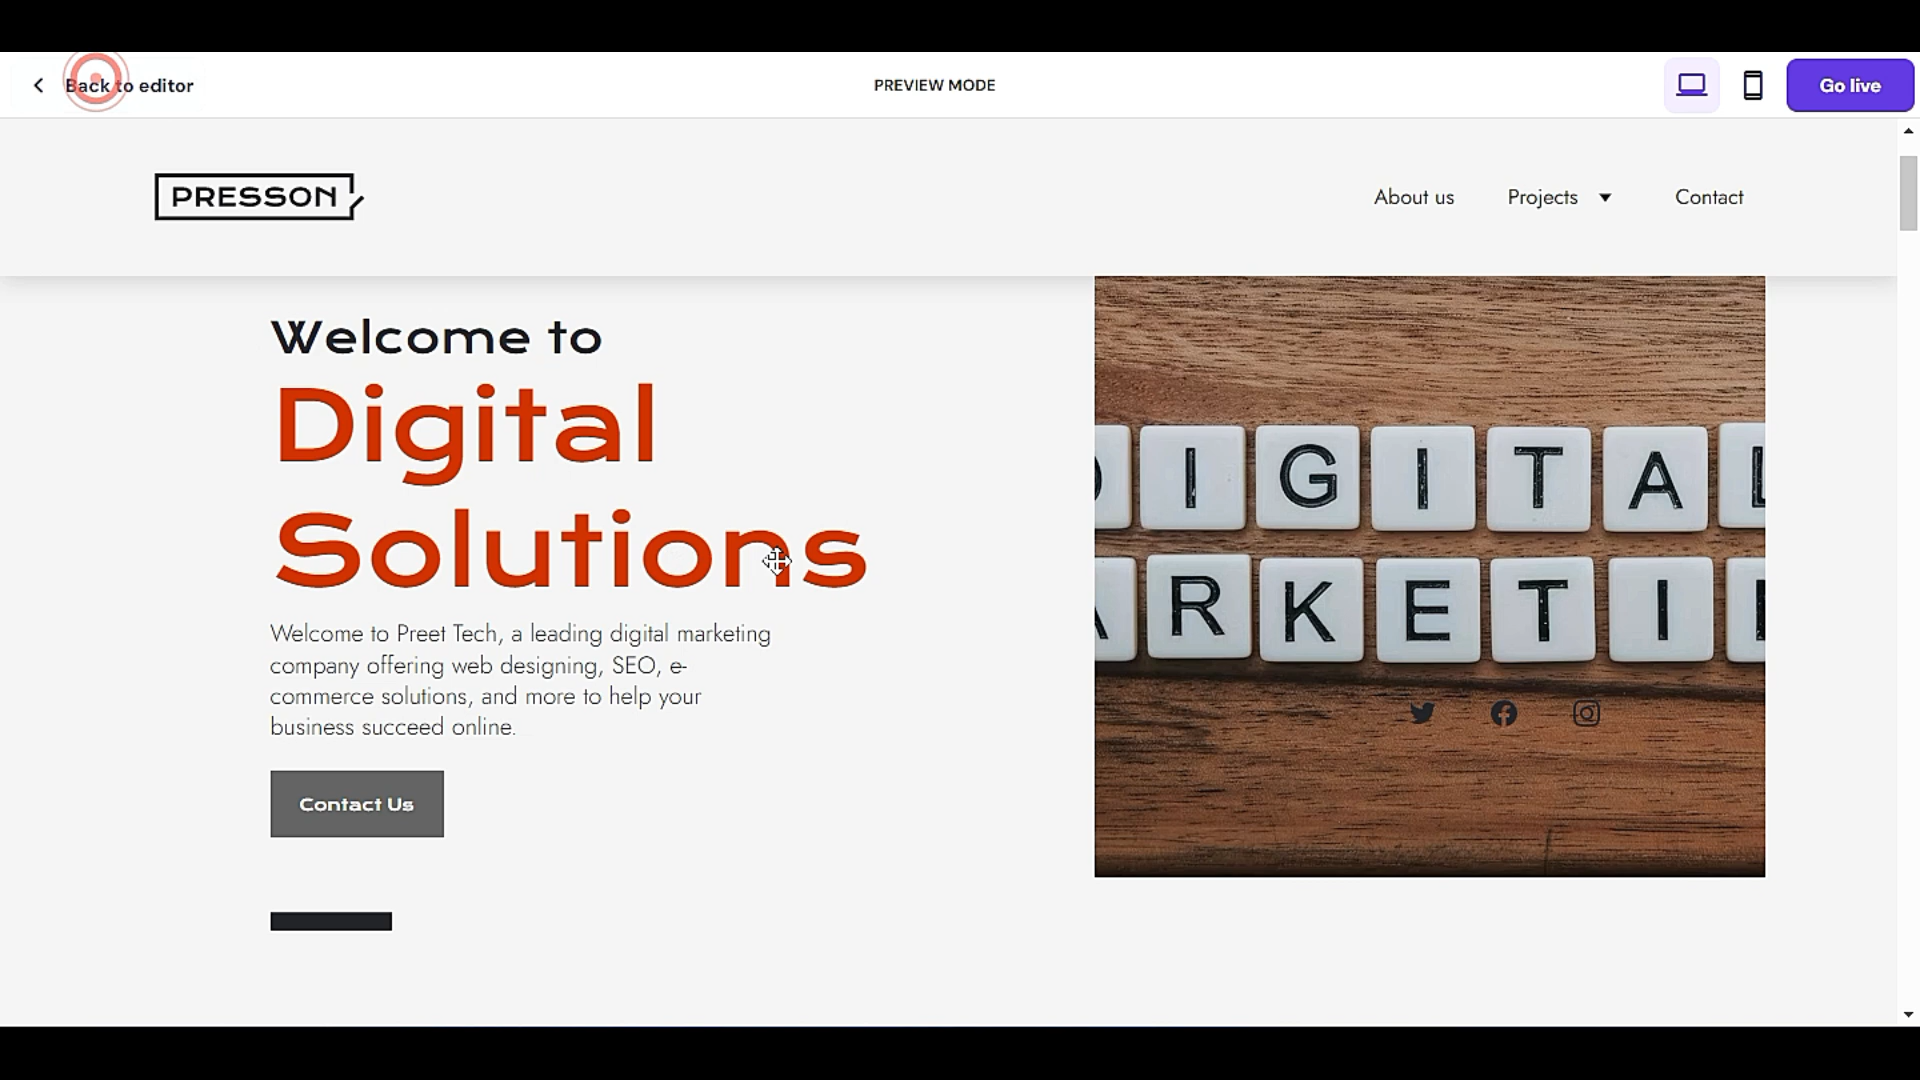 Back to editor
PREVIEW MODE
Go live
PRESSON
About us
Projects
Contact
Welcome to
Digital
Solutions
Welcome to Preet Tech, a leading digital marketing
company offering web designing, SEO, e-
commerce solutions, and more to help your
business succeed online.
Contact Us
DIGITAL
ARKETI